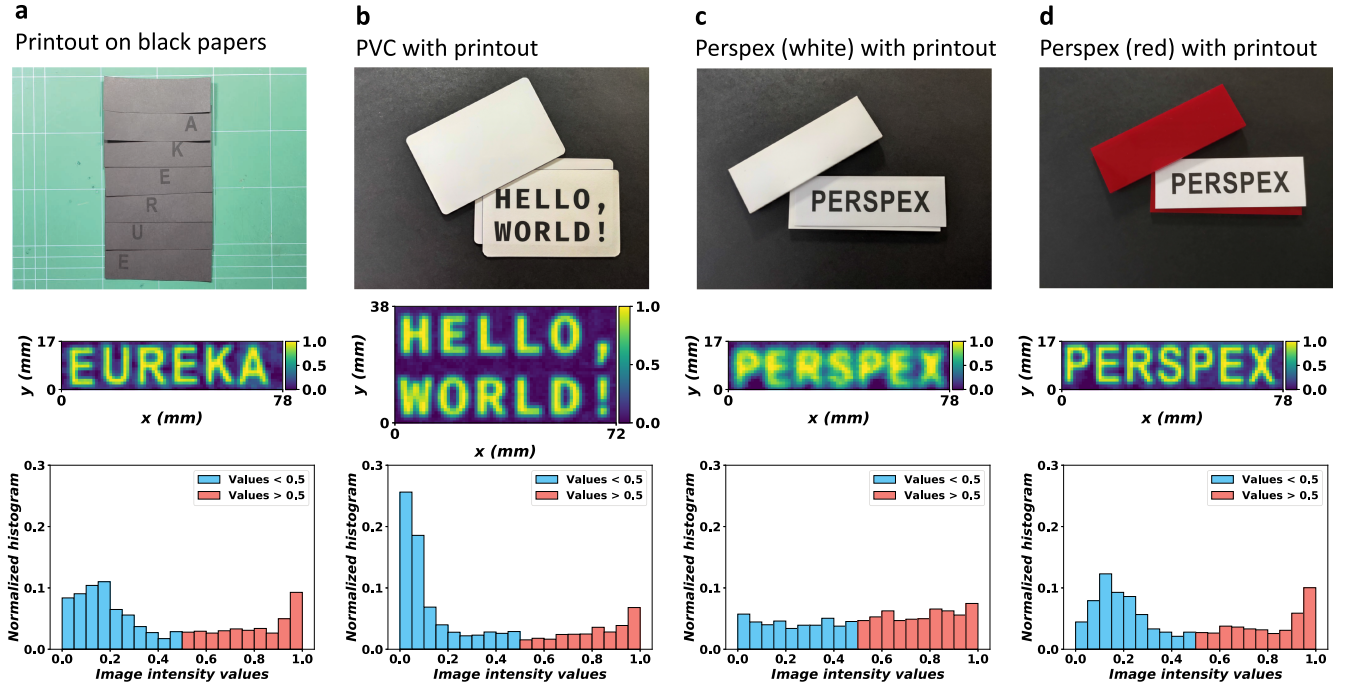 a
Printout on black papers
A
K
E
R
U
E
17
y (mm)
0
EUREKA
0
78
x (mm)
1.0
0.5
0.0
0.3
0.2
0.1
0.0
Normalized histogram
Values < 0.5
Values > 0.5
0.0 0.2 0.4 0.6 0.8 1.0
Image intensity values
b
PVC with printout
HELLO,
WORLD!
38
y (mm)
0
HELLO,
WORLD!
0
72
x (mm)
1.0
0.5
0.0
0.3
0.2
0.1
0.0
Normalized histogram
Values < 0.5
Values > 0.5
0.0 0.2 0.4 0.6 0.8 1.0
Image intensity values
c
Perspex (white) with printout
PERSPEX
17
y (mm)
0
PERSPEX
0
78
x (mm)
1.0
0.5
0.0
0.3
0.2
0.1
0.0
Normalized histogram
Values < 0.5
Values > 0.5
0.0 0.2 0.4 0.6 0.8 1.0
Image intensity values
d
Perspex (red) with printout
PERSPEX
17
y (mm)
0
PERSPEX
0
78
x (mm)
1.0
0.5
0.0
0.3
0.2
0.1
0.0
Normalized histogram
Values < 0.5
Values > 0.5
0.0 0.2 0.4 0.6 0.8 1.0
Image intensity values